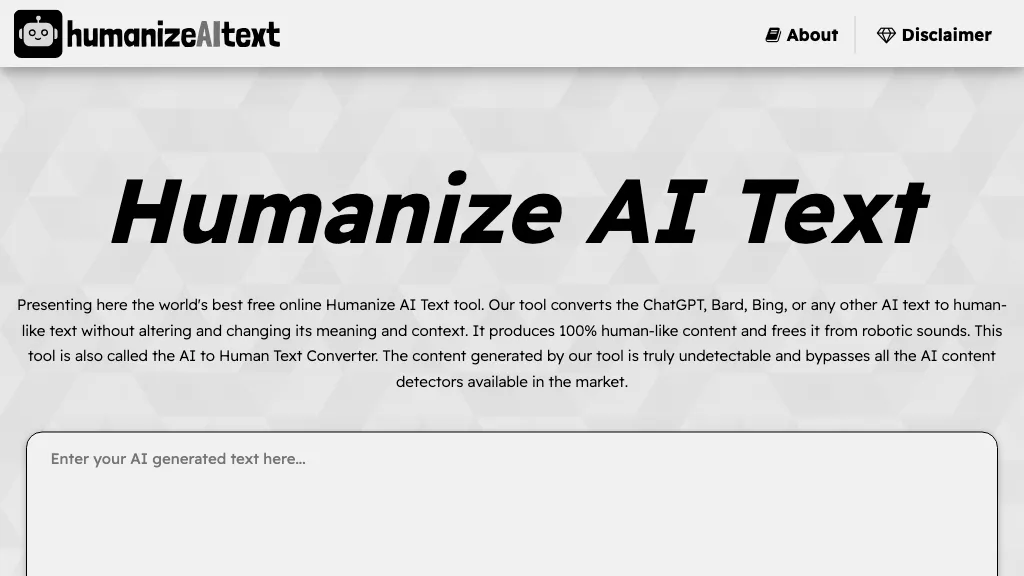 humanizeAItext
About
Disclaimer
Humanize AI Text
Presenting here the world's best free online Humanize AI Text tool. Our tool converts the ChatGPT, Bard, Bing, or any other AI text to human-
like text without altering and changing its meaning and context. It produces 100% human-like content and frees it from robotic sounds. This
tool is also called the AI to Human Text Converter. The content generated by our tool is truly undetectable and bypasses all the AI content
detectors available in the market.
Enter your AI generated text here...